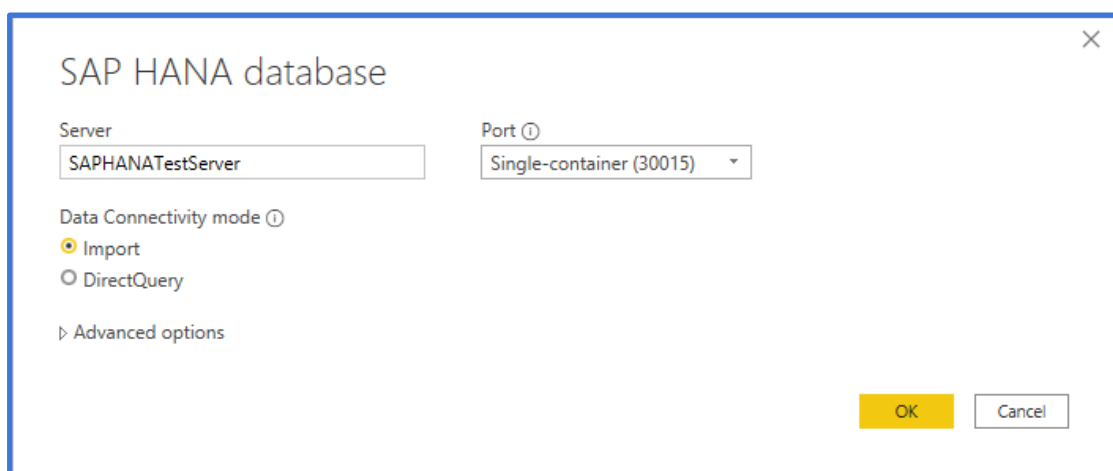 SAP HANA database
Server
Port
SAPHANATestServer
Single-container (30015)
Data Connectivity mode
Import
DirectQuery
Advanced options
OK
Cancel